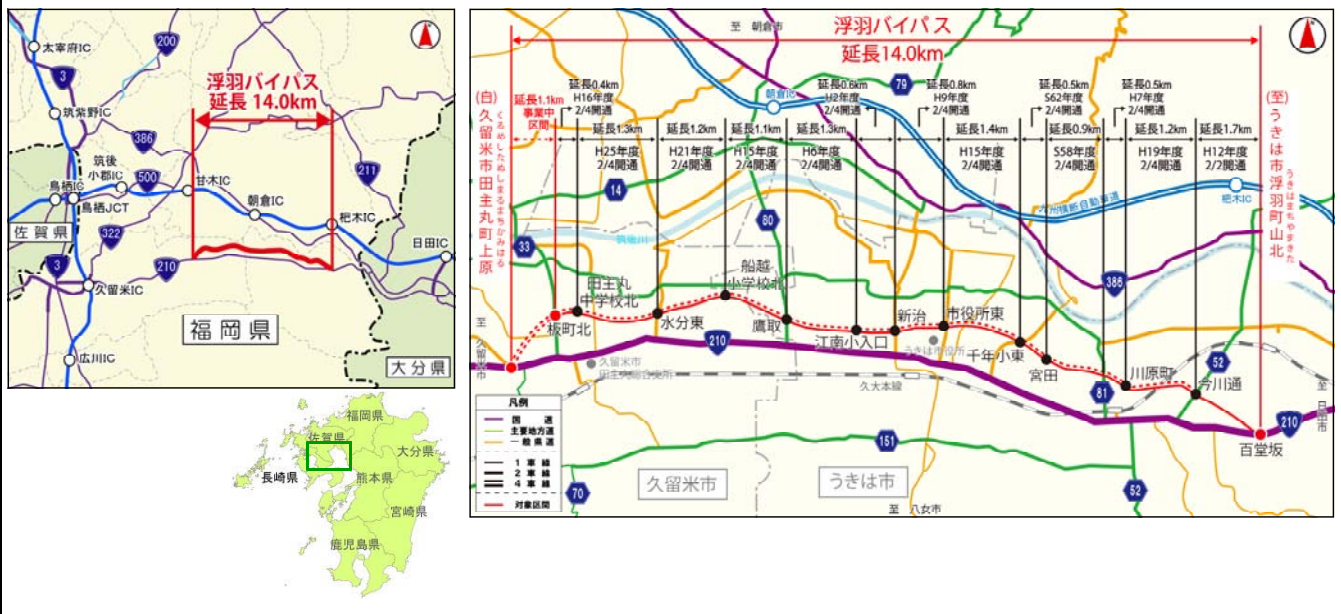 太宰府IC
200
3
浮羽バイパス
延長 14.0km
筑紫野IC
386
筑後
小郡IC
500
甘木IC
211
鳥栖IC
鳥栖JCT
朝倉IC
杷木IC
佐賀県
322
日田IC
3
210
久留米IC
福岡県
広川IC
大分県
福岡県
佐賀県
大分県
長崎県
熊本県
宮崎県
鹿児島県
至 朝倉市
浮羽バイパス
延長14.0km
79
(自)久留米市田主丸町上原
くるめしたぬしまるまちかみはる
(至)うきは市浮羽町山北
うきはまちやまきた
延長1.1km
事業中
区間
延長0.4km
H16年度
2/4開通
朝倉IC
延長0.6km
H2年度
2/4開通
延長0.8km
H9年度
2/4開通
延長0.5km
S62年度
2/4開通
延長0.5km
H7年度
2/4開通
延長1.3km
H25年度
2/4開通
延長1.2km
H21年度
2/4開通
延長1.1km
H15年度
2/4開通
延長1.3km
H6年度
2/4開通
延長1.4km
H15年度
2/4開通
延長0.9km
S58年度
2/4開通
延長1.2km
H19年度
2/4開通
延長1.7km
H12年度
2/2開通
14
80
九州横断自動車道
杷木IC
33
筑後川
386
田主丸
中学校北
船越
小学校北
板町北
水分東
鷹取
江南小入口
新治
市役所東
うきは市役所
千年小東
宮田
川原町
今川通
百堂坂
至 久留米市
210
52
81
久留米市
久大本線
至 日田市
210
凡例
国道
主要地方道
一般県道
1車線
2車線
4車線
対象区間
151
久留米市
うきは市
70
52
至 八女市